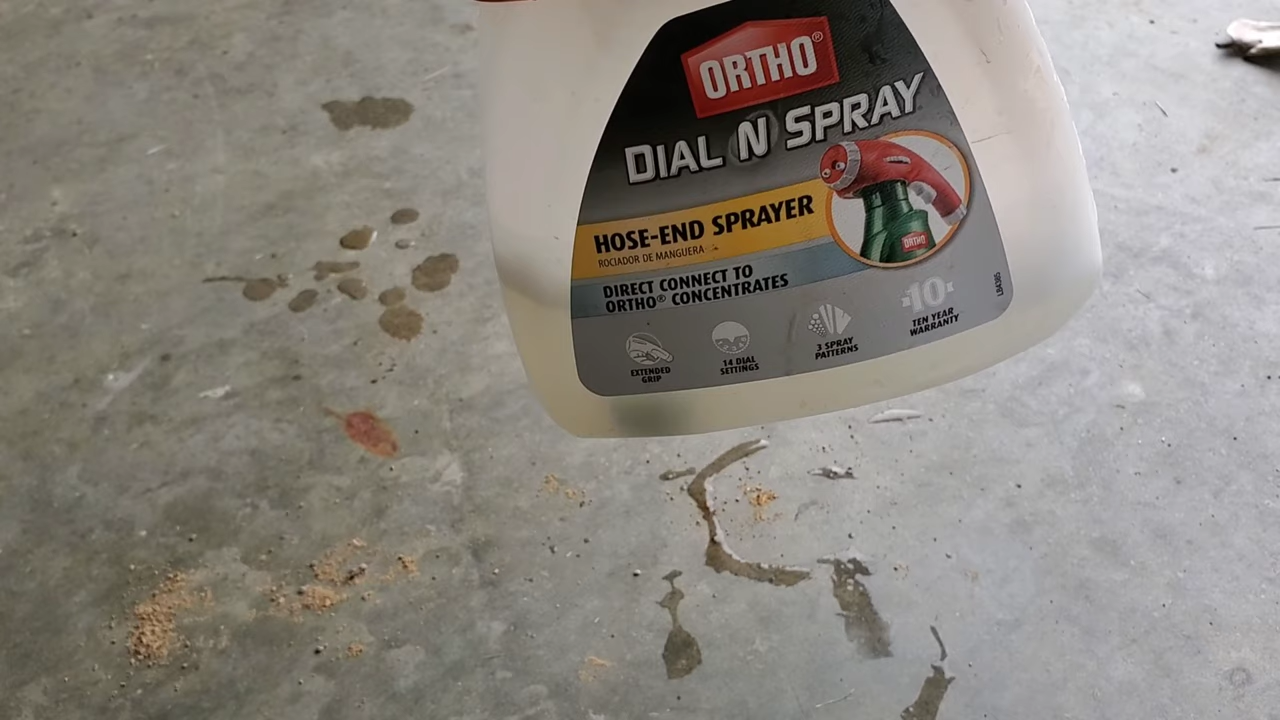 ORTHO®
DIAL N SPRAY
HOSE-END SPRAYER
ROCIADOR DE MANGUERA
DIRECT CONNECT TO
ORTHO® CONCENTRATES
ORTHO
EXTENDED
GRIP
14 DIAL
SETTINGS
3 SPRAY
PATTERNS
10
TEN YEAR
WARRANTY